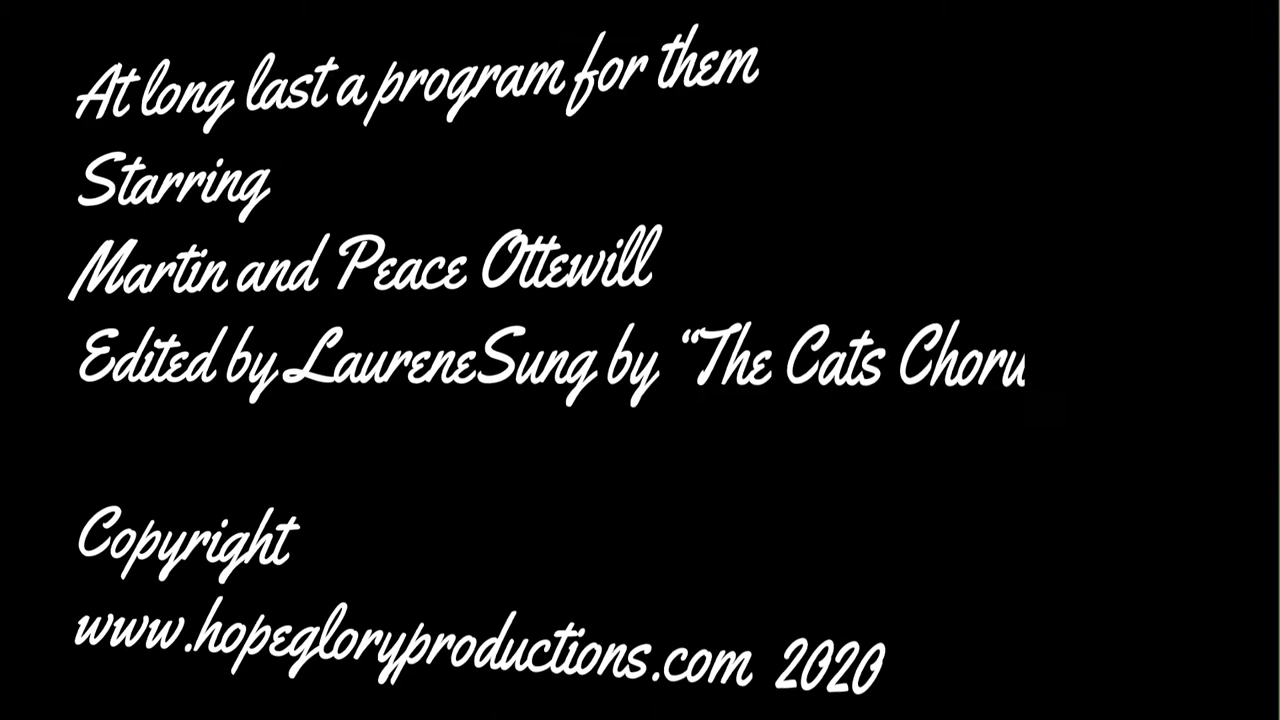 At long last a program for them
Starring
Martin and Peace Ottewill
Edited by LaureneSung by “The Cats Choru
Copyright
www.hopegloryproductions.com 2020